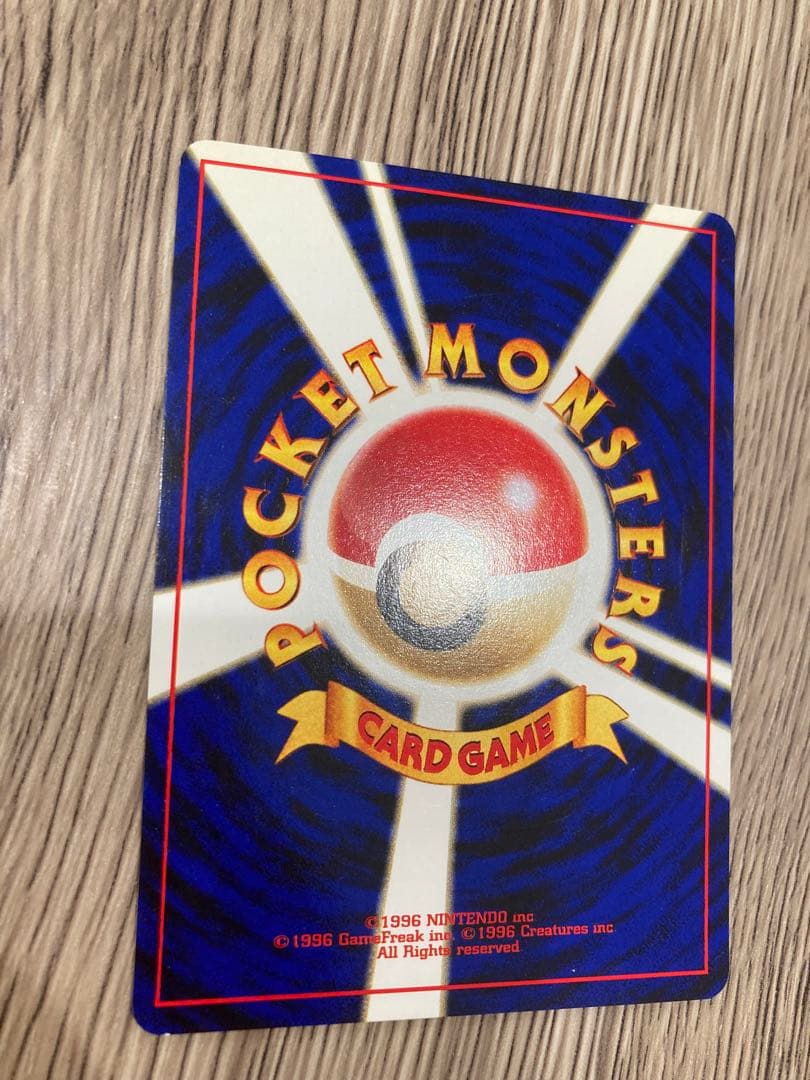 POCKET MONSTERS
CARD GAME
©1996 NINTENDO inc
©1996 GameFreak inc. ©1996 Creatures inc
All Rights reserved.